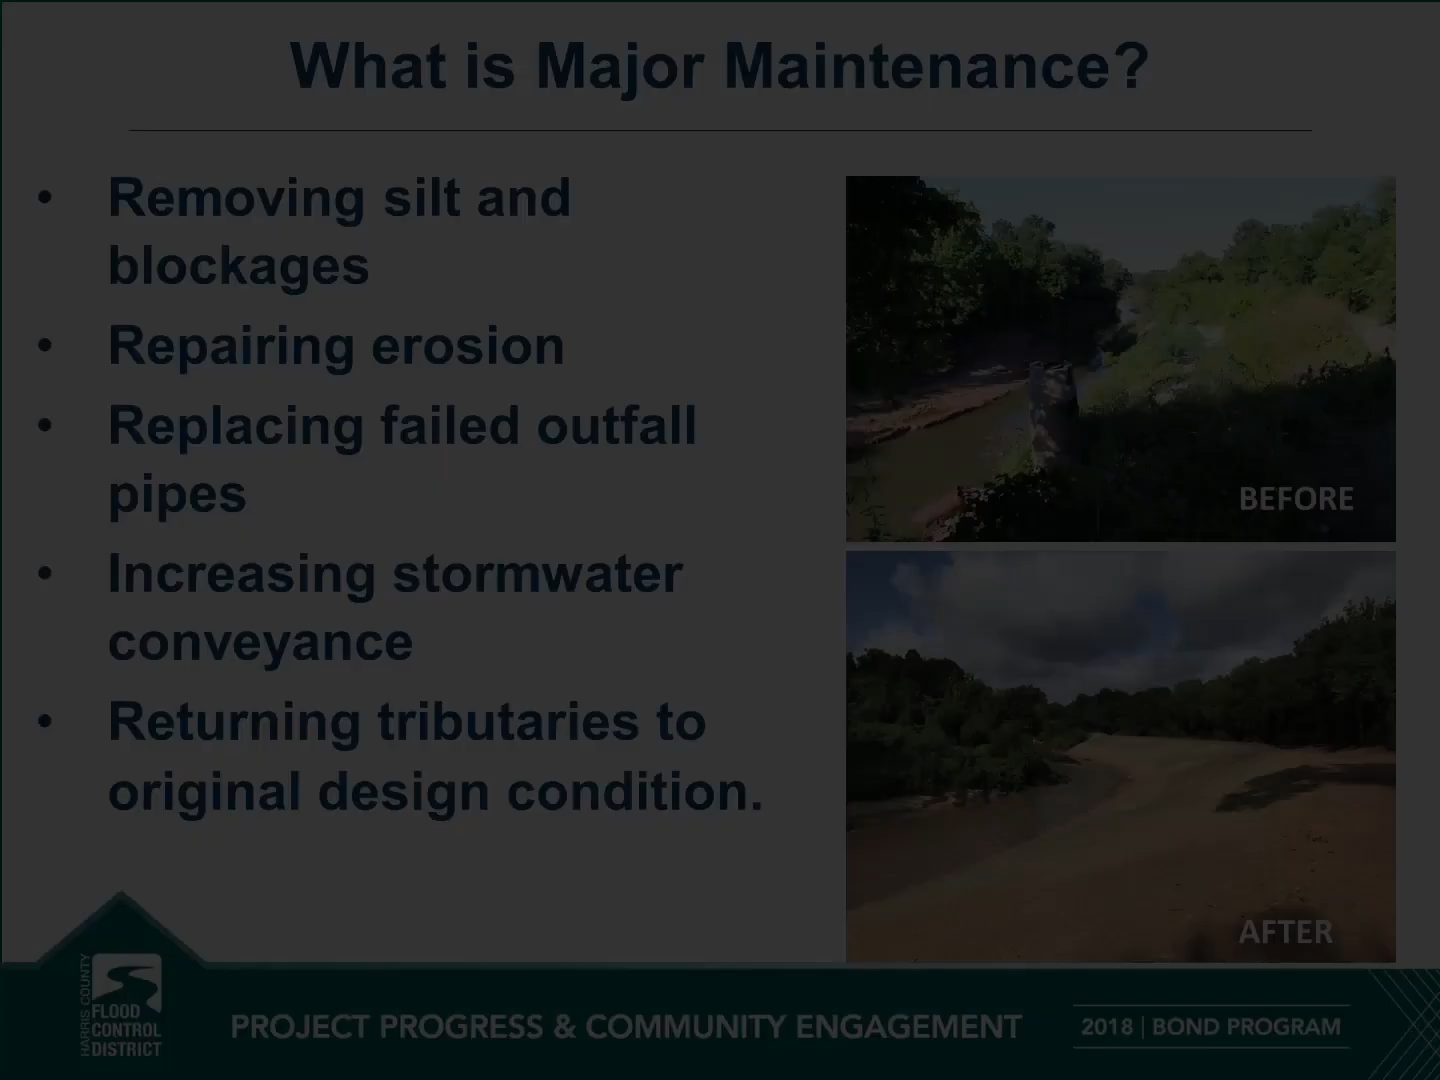 What is Major Maintenance?
• Removing silt and
blockages
• Repairing erosion
• Replacing failed outfall
pipes
• Increasing stormwater
conveyance
• Returning tributaries to
original design condition.
BEFORE
AFTER
HARRIS COUNTY
FLOOD
CONTROL
DISTRICT
PROJECT PROGRESS & COMMUNITY ENGAGEMENT
2018 | BOND PROGRAM